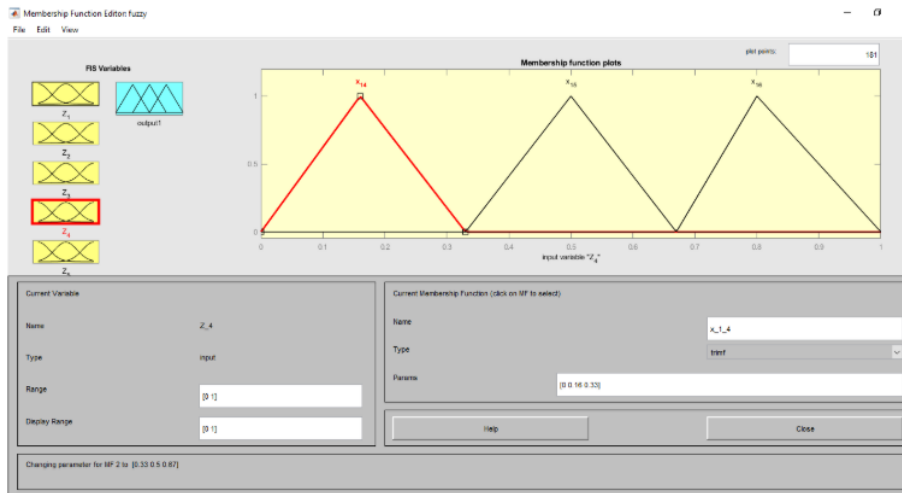 Membership Function Editor: fuzzy
File Edit View
FIS Variables
Z1
output1
Z2
Z3
Z4
Z5
plot points:
181
Membership function plots
x14
x15
x16
1
0.5
0
0 0.1 0.2 0.3 0.4 0.5 0.6 0.7 0.8 0.9 1
input variable "Z4"
Current Variable
Name Z_4
Type input
Range [0 1]
Display Range [0 1]
Current Membership Function (click on MF to select)
Name x_1_4
Type trimf
Params [0 0.16 0.33]
Help Close
Changing parameter for MF 2 to [0.33 0.5 0.67]